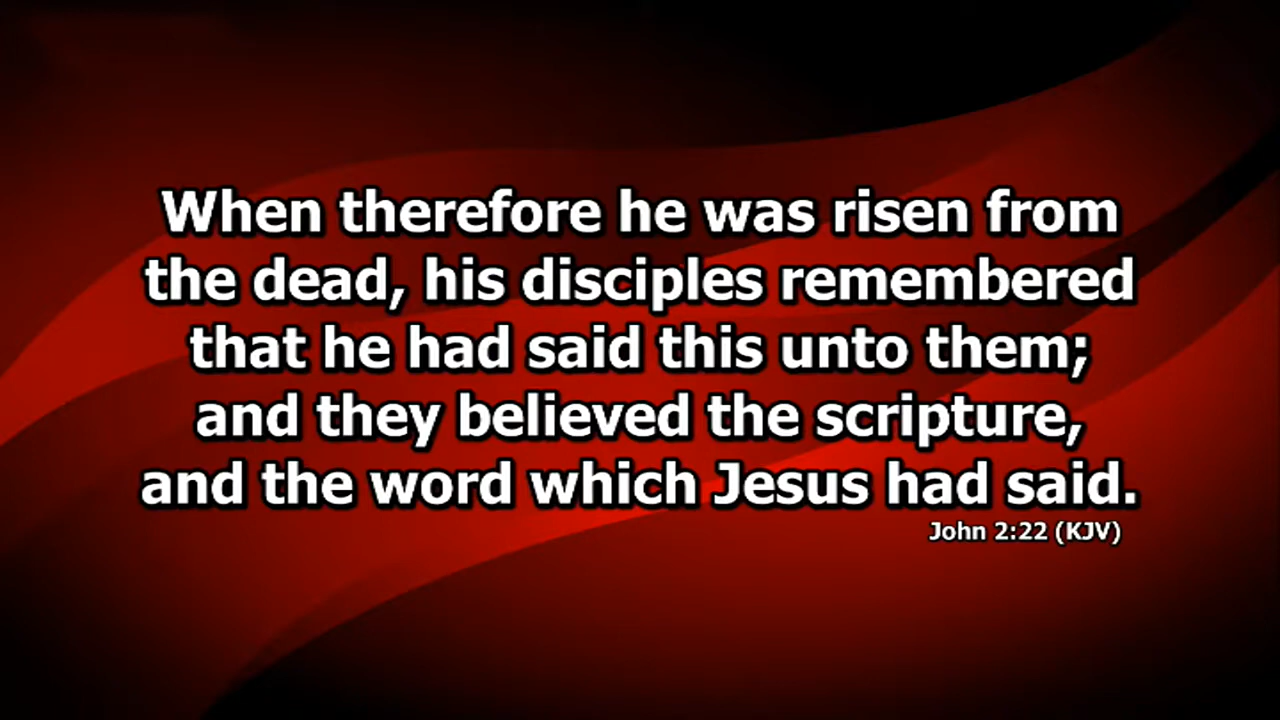 When therefore he was risen from
the dead, his disciples remembered
that he had said this unto them;
and they believed the scripture,
and the word which Jesus had said.
John 2:22 (KJV)